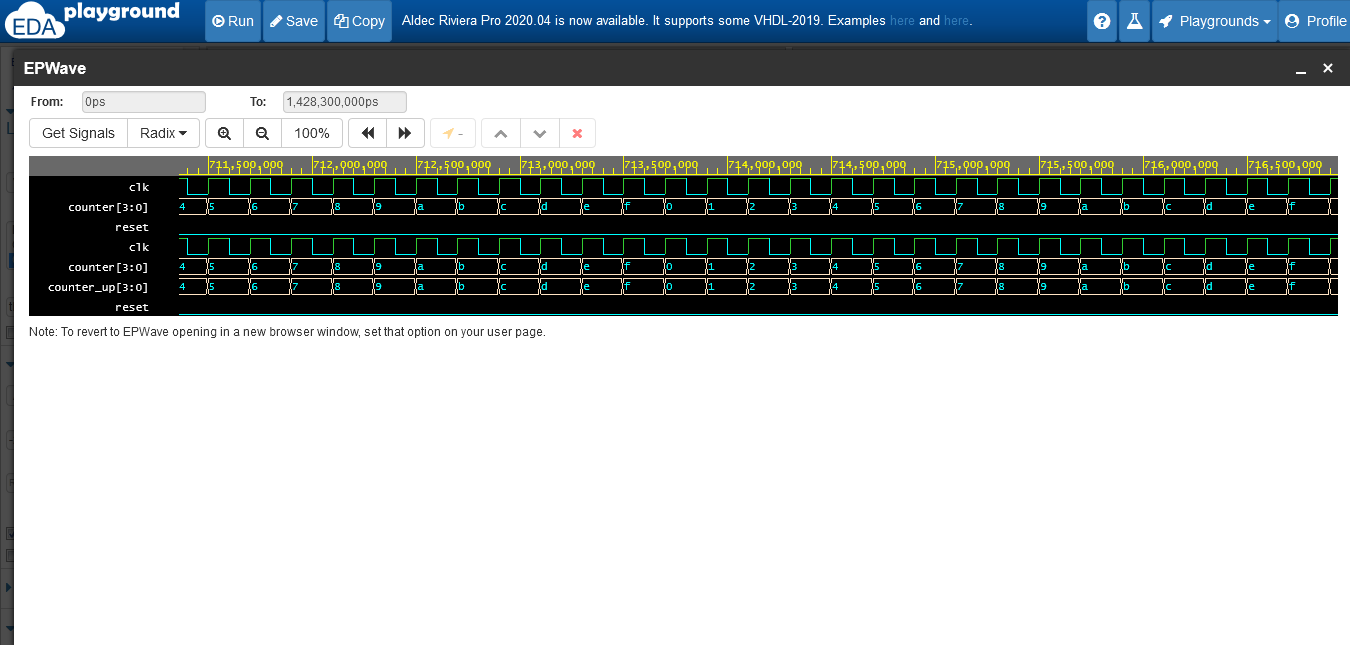 EDA playground Run Save Copy Aldec Riviera Pro 2020.04 is now available. It supports some VHDL-2019. Examples here and here. Playgrounds Profile
EPWave
From: 0ps To: 1,428,300,000ps
Get Signals Radix 100% -
711,500,000 712,000,000 712,500,000 713,000,000 713,500,000 714,000,000 714,500,000 715,000,000 715,500,000 716,000,000 716,500,000
clk
counter[3:0] 4 5 6 7 8 9 a b c d e f 0 1 2 3 4 5 6 7 8 9 a b c d e f
reset
clk
counter[3:0] 4 5 6 7 8 9 a b c d e f 0 1 2 3 4 5 6 7 8 9 a b c d e f
counter_up[3:0] 4 5 6 7 8 9 a b c d e f 0 1 2 3 4 5 6 7 8 9 a b c d e f
reset
Note: To revert to EPWave opening in a new browser window, set that option on your user page.